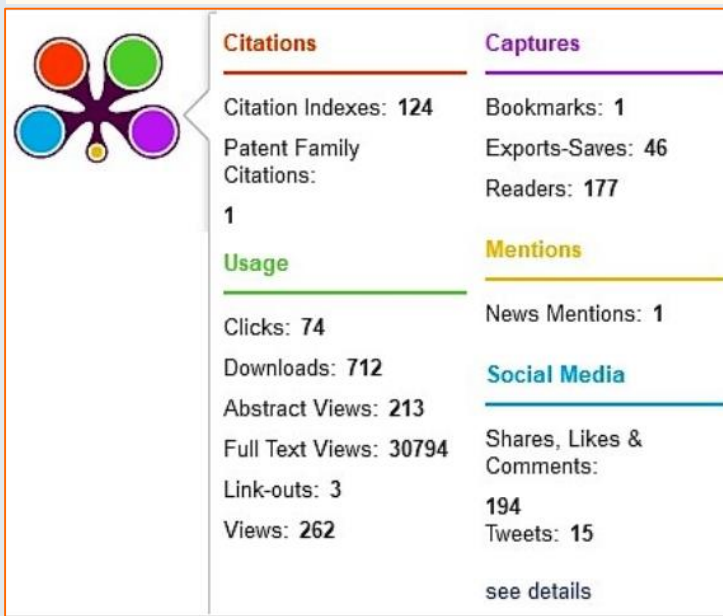 Citations
Citation Indexes: 124
Patent Family
Citations:
1
Usage
Clicks: 74
Downloads: 712
Abstract Views: 213
Full Text Views: 30794
Link-outs: 3
Views: 262
Captures
Bookmarks: 1
Exports-Saves: 46
Readers: 177
Mentions
News Mentions: 1
Social Media
Shares, Likes &
Comments:
194
Tweets: 15
see details